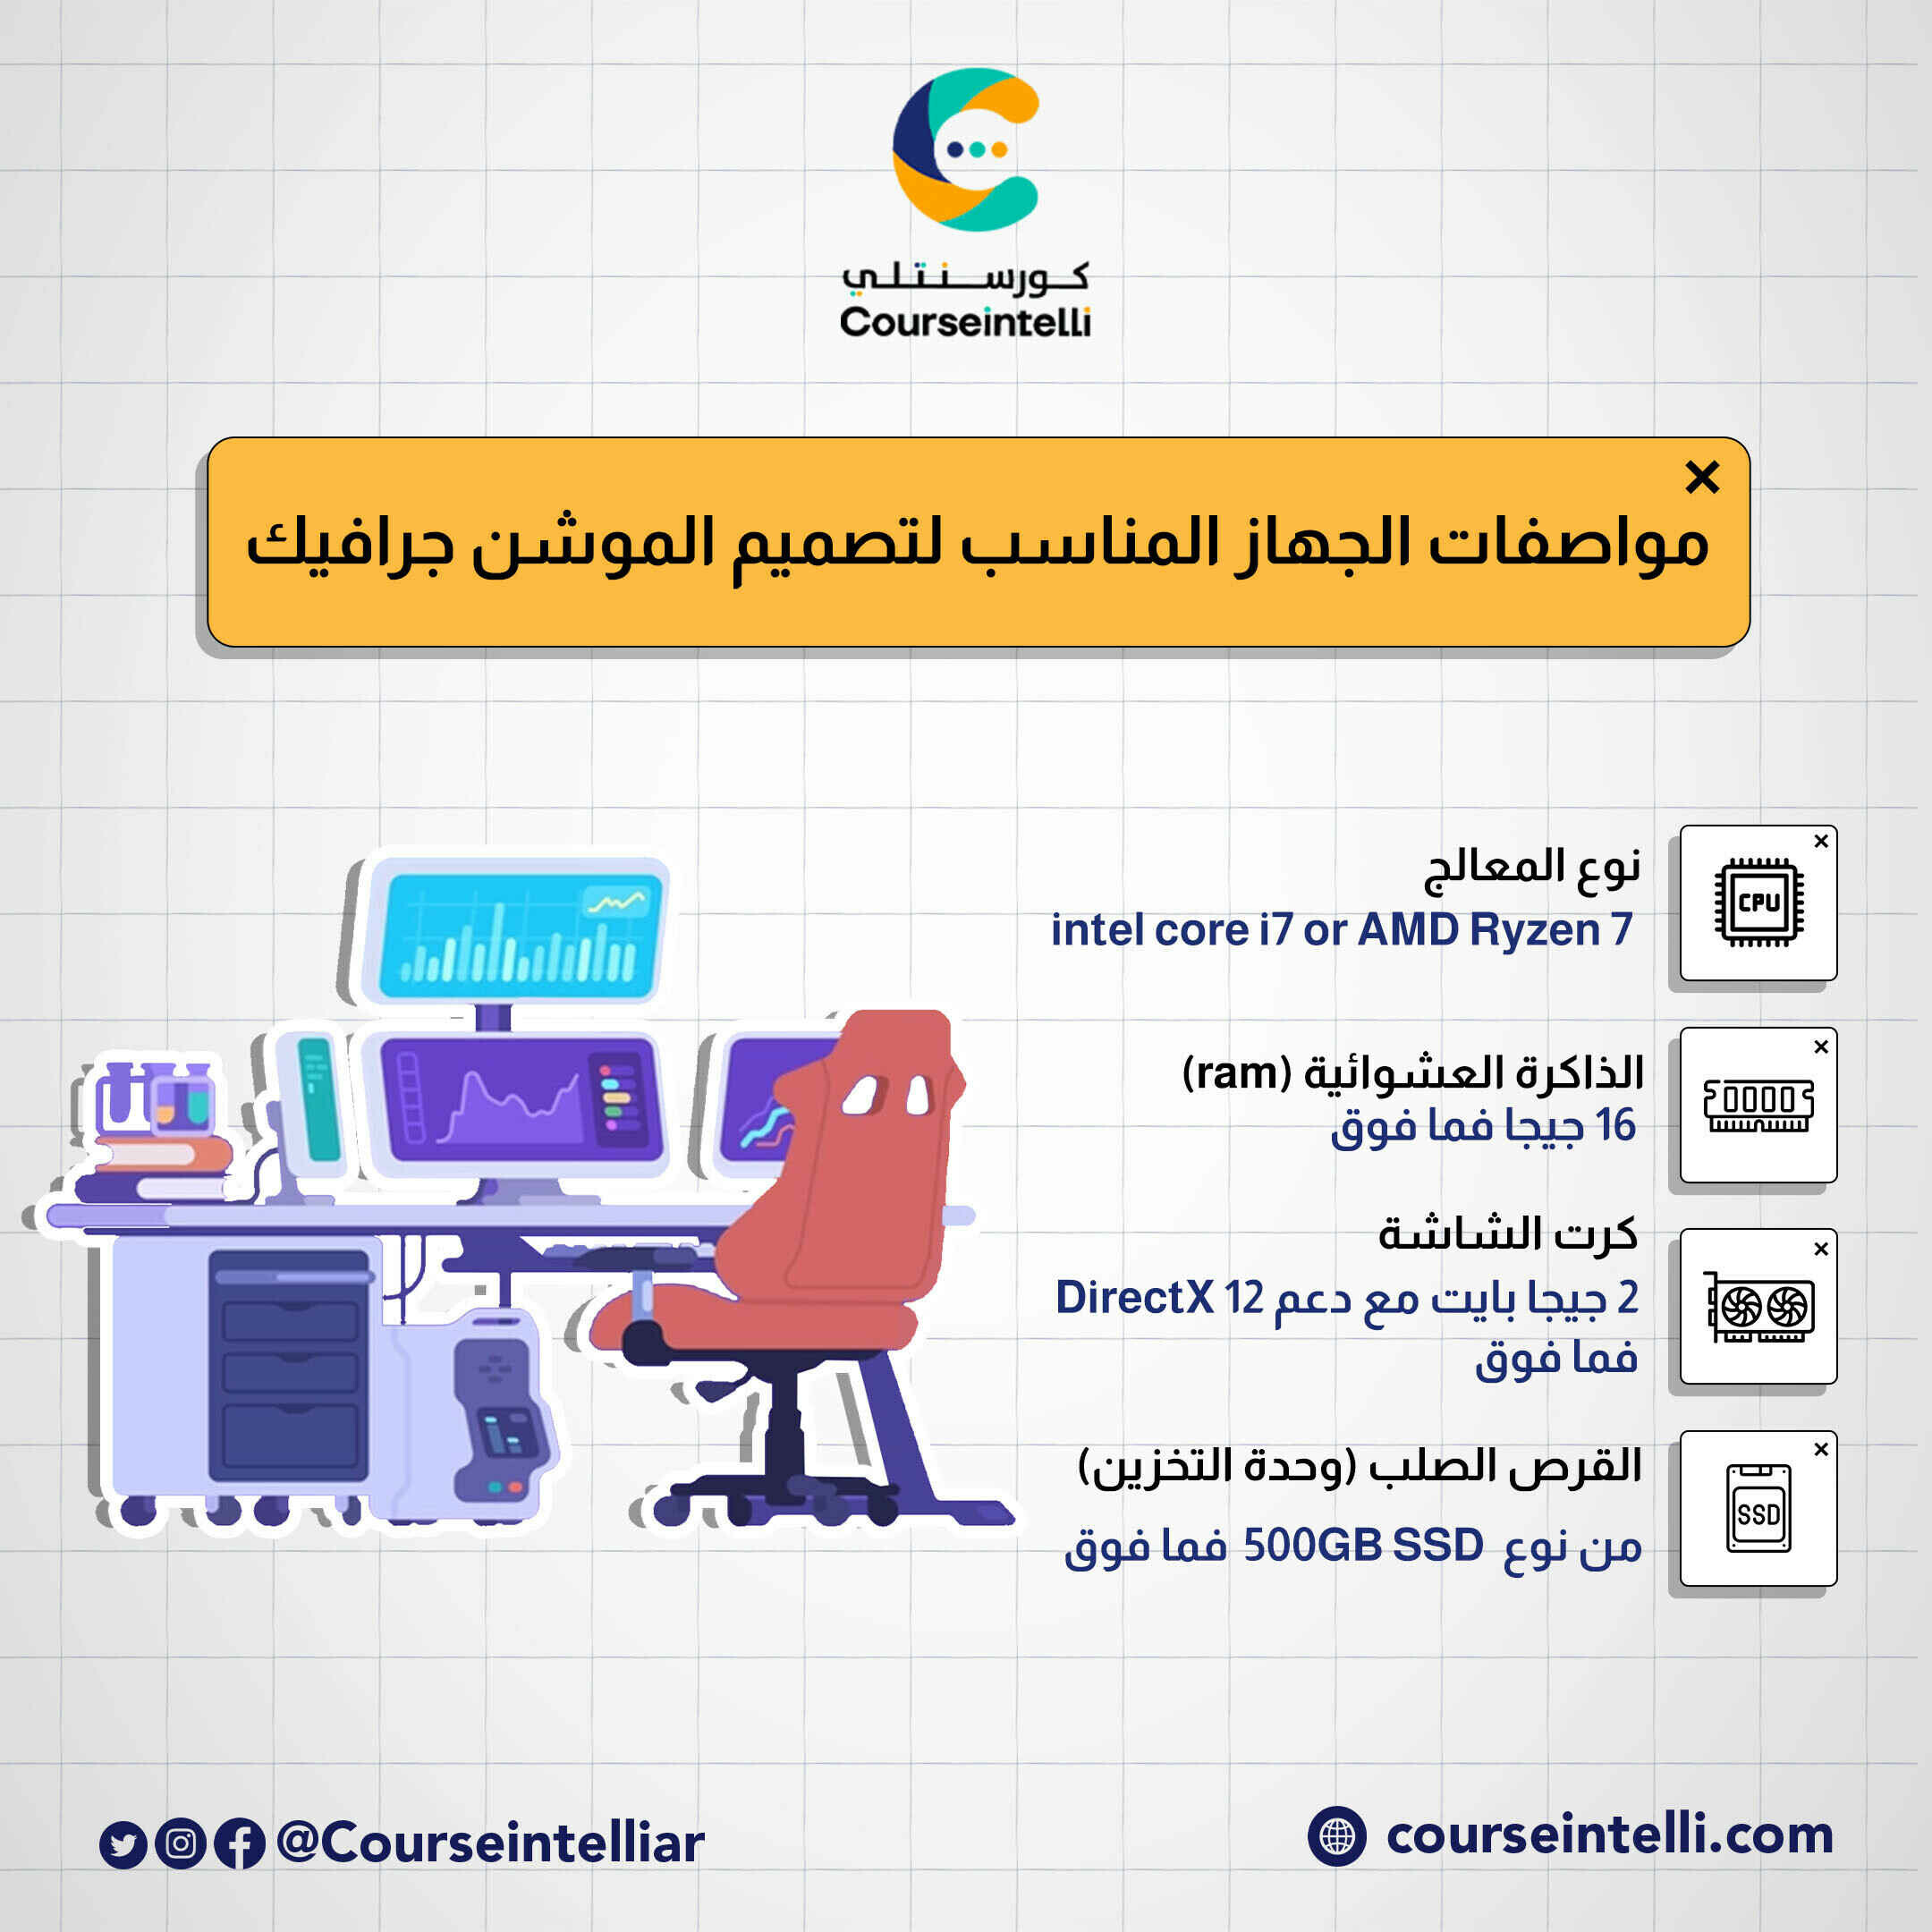 كورسنتلي
Courseintelli
مواصفات الجهاز المناسب لتصميم الموشن جرافيك
CPU
نوع المعالج
intel core i7 or AMD Ryzen 7
الذاكرة العشوائية (ram)
16 جيجا فما فوق
كرت الشاشة
2 جيجا بايت مع دعم DirectX 12
فما فوق
SSD
القرص الصلب (وحدة التخزين)
من نوع 500GB SSD فما فوق
@Courseintelliar
courseintelli.com